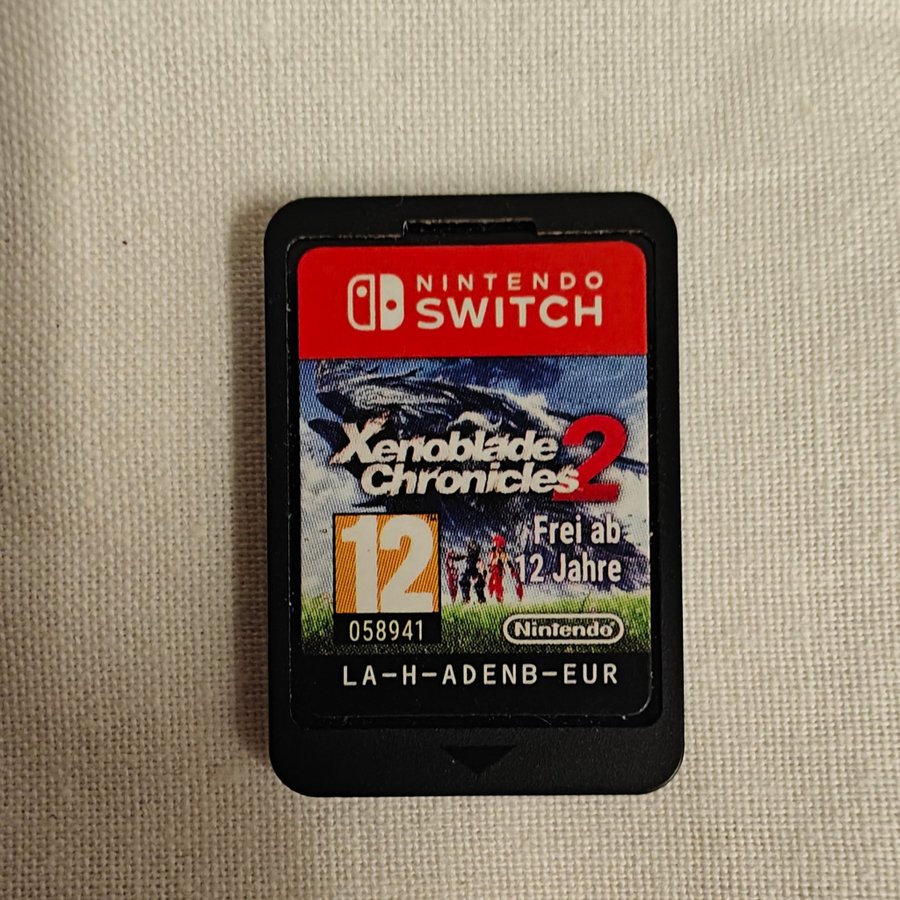 NINTENDO
SWITCH
Xenoblade
Chronicles 2
12
058941
Frei ab
12 Jahre
Nintendo
LA-H-ADENB-EUR